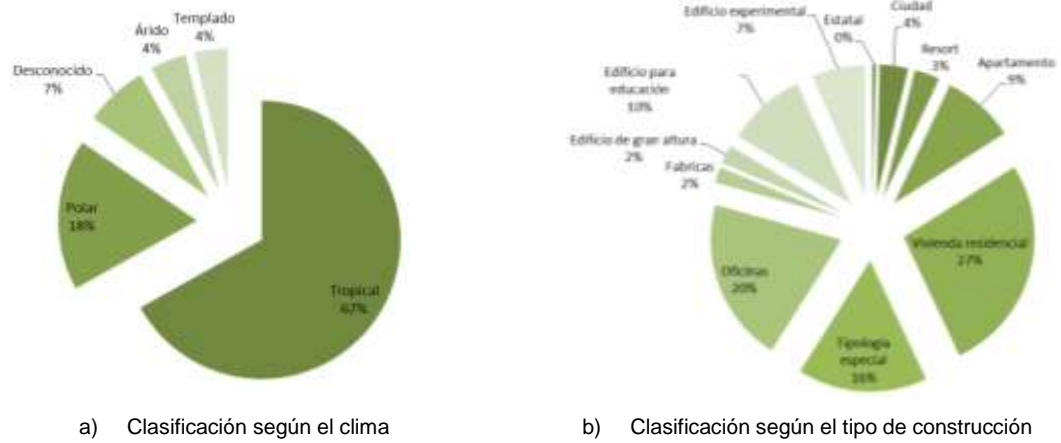 Templado
4%
Árido
4%
Desconocido
7%
Polar
18%
Tropical
67%
a) Clasificación según el clima
Ciudad
4%
Edificio experimental
7%
Estatal
0%
Resort
3%
Apartamento
9%
Edificio para
educación
10%
Edificio de gran altura
2%
Fabricas
2%
Vivienda residencial
27%
Oficinas
20%
Tipología
especial
16%
b) Clasificación según el tipo de construcción